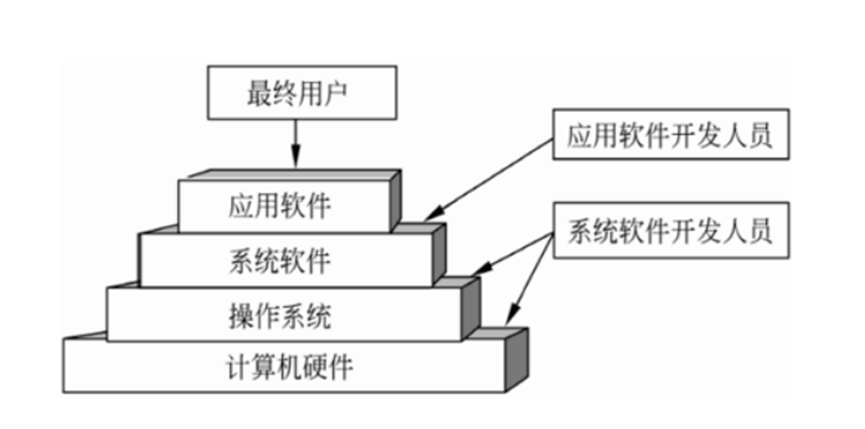 最终用户
应用软件开发人员
应用软件
系统软件开发人员
系统软件
操作系统
计算机硬件